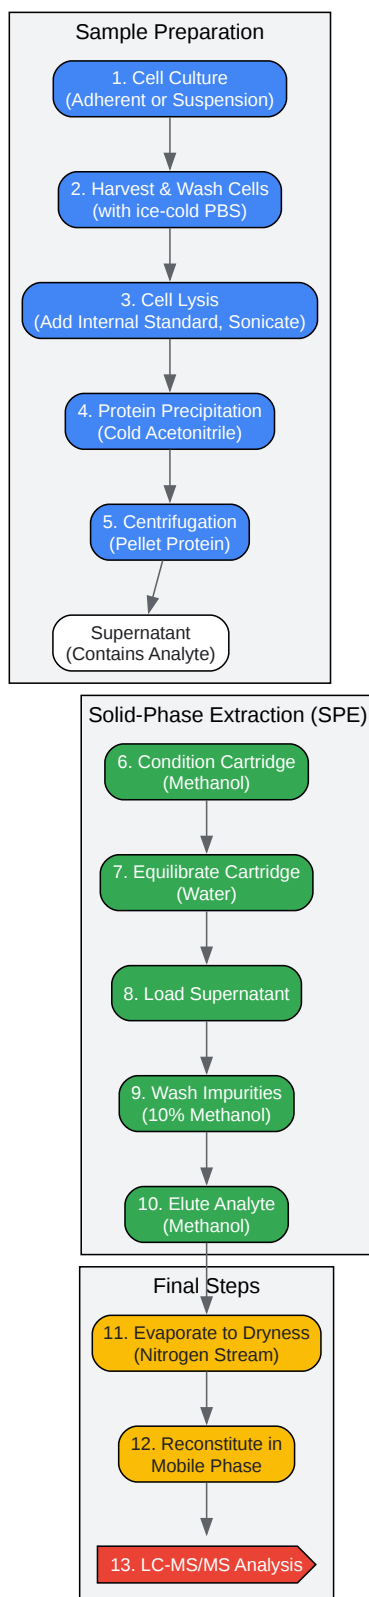 Sample Preparation
1. Cell Culture
(Adherent or Suspension)
2. Harvest & Wash Cells
(with ice-cold PBS)
3. Cell Lysis
(Add Internal Standard, Sonicate)
4. Protein Precipitation
(Cold Acetonitrile)
5. Centrifugation
(Pellet Protein)
Supernatant
(Contains Analyte)
Solid-Phase Extraction (SPE)
6. Condition Cartridge
(Methanol)
7. Equilibrate Cartridge
(Water)
8. Load Supernatant
9. Wash Impurities
(10% Methanol)
10. Elute Analyte
(Methanol)
Final Steps
11. Evaporate to Dryness
(Nitrogen Stream)
12. Reconstitute in
Mobile Phase
13. LC-MS/MS Analysis